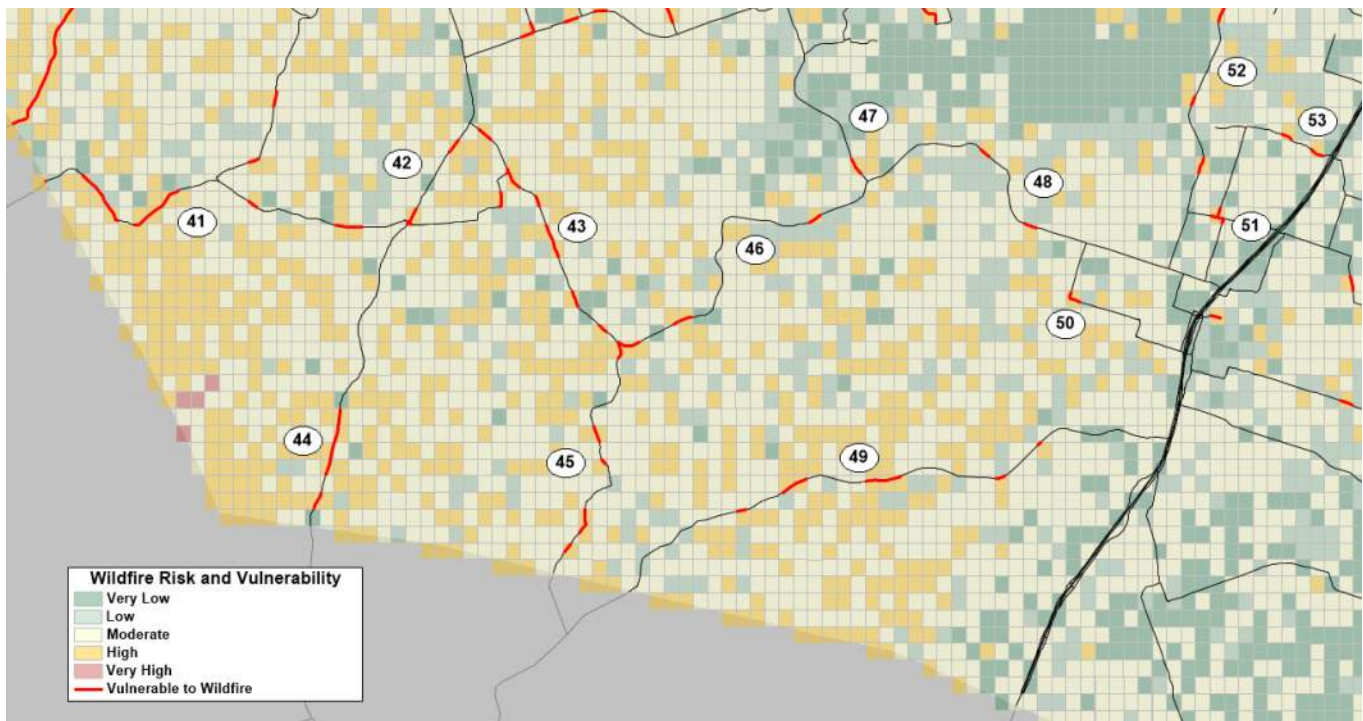 52
47
53
42
48
41
43
51
46
50
44
49
45
Wildfire Risk and Vulnerability
Very Low
Low
Moderate
High
Very High
Vulnerable to Wildfire